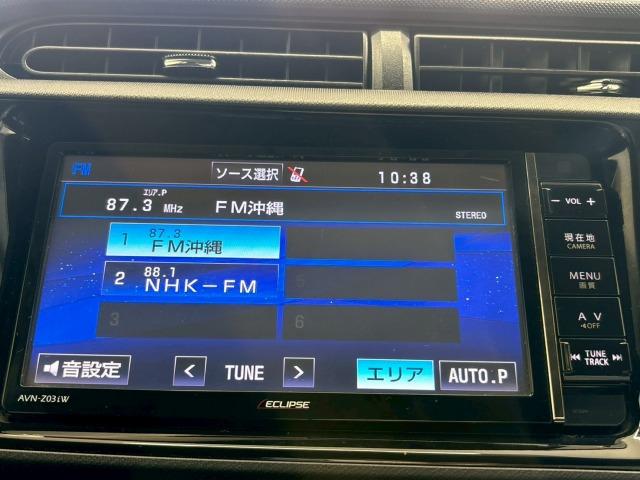 FM
ソース選択
10:38
エリア.P
87.3 MHz FM沖縄
STEREO
1 87.3 FM沖縄
2 88.1 NHK-FM
3
5
6
音設定
<
TUNE
>
エリア
AUTO.P
AVN-Z03iW
ECLIPSE
- VOL +
現在地
CAMERA
MENU
画質
AV
OFF
TUNE
TRACK